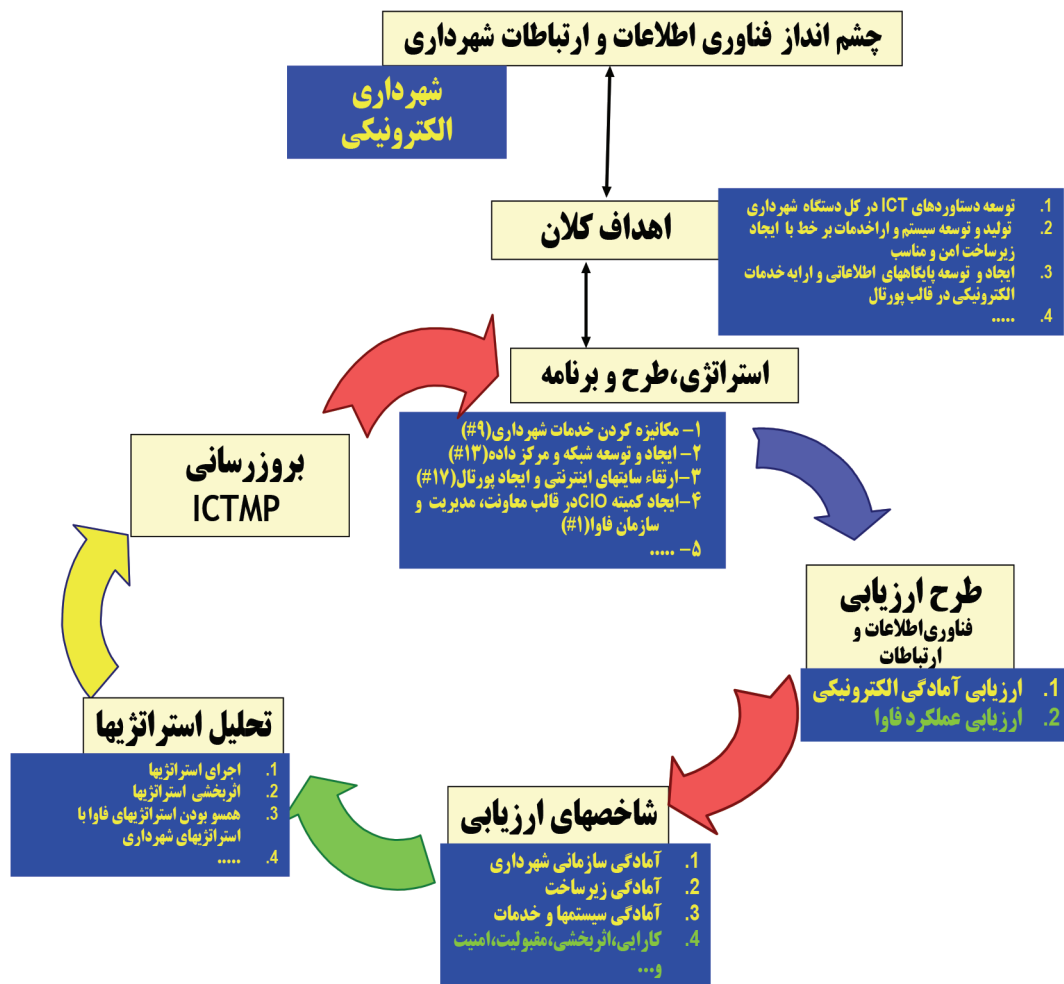 چشم انداز فناوری اطلاعات و ارتباطات شهرداری
شهرداری
الکترونیکی
اهداف کلان
1. توسعه دستاوردهای ICT در کل دستگاه شهرداری
2. تولید و توسعه سیستم و اراخدمات بر خط با ایجاد
زیرساخت امن و مناسب
3. ایجاد و توسعه پایگاههای اطلاعاتی و ارایه خدمات
الکترونیکی در قالب پورتال
4. .....
استراتژی،طرح و برنامه
۱- مکانیزه کردن خدمات شهرداری(#۹)
۲- ایجاد و توسعه شبکه و مرکز داده(#۱۳)
۳-ارتقاء سایتهای اینترنتی و ایجاد پورتال(#۱۷)
۴-ایجاد کمیته CIOدر قالب معاونت، مدیریت و
سازمان فاوا(#۱)
۵- .....
بروزرسانی
ICTMP
طرح ارزیابی
فناوری‌اطلاعات و
ارتباطات
1. ارزیابی آمادگی الکترونیکی
2. ارزیابی عملکرد فاوا
شاخصهای ارزیابی
1. آمادگی سازمانی شهرداری
2. آمادگی زیرساخت
3. آمادگی سیستمها و خدمات
4. کارایی،اثربخشی،مقبولیت،امنیت
و...
تحلیل استراتژیها
1. اجرای استراتژیها
2. اثربخشی استراتژیها
3. همسو بودن استراتژیهای فاوا با
استراتژیهای شهرداری
4. .....